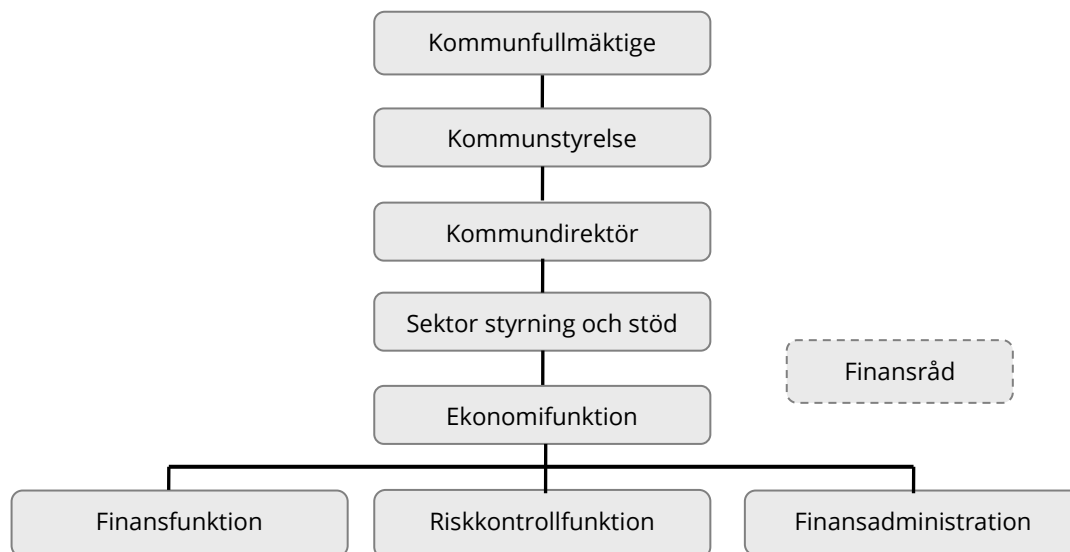 Kommunfullmäktige
Kommunstyrelse
Kommundirektör
Sektor styrning och stöd
Finansråd
Ekonomifunktion
Finansfunktion
Riskkontrollfunktion
Finansadministration